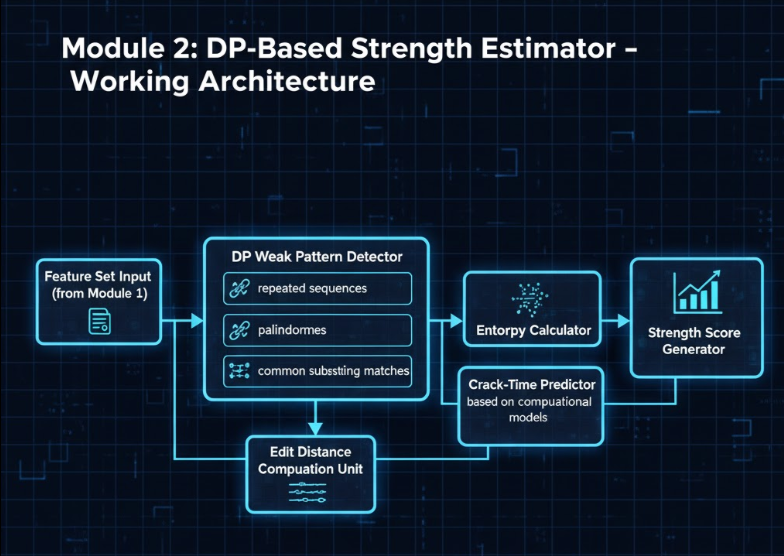 Module 2: DP-Based Strength Estimator –
Working Architecture
Feature Set Input
(from Module 1)
DP Weak Pattern Detector
repeated sequences
palindormes
common subssting matches
Edit Distance
Compuation Unit
Entorpy Calculator
Crack-Time Predictor
based on compuational
models
Strength Score
Generator